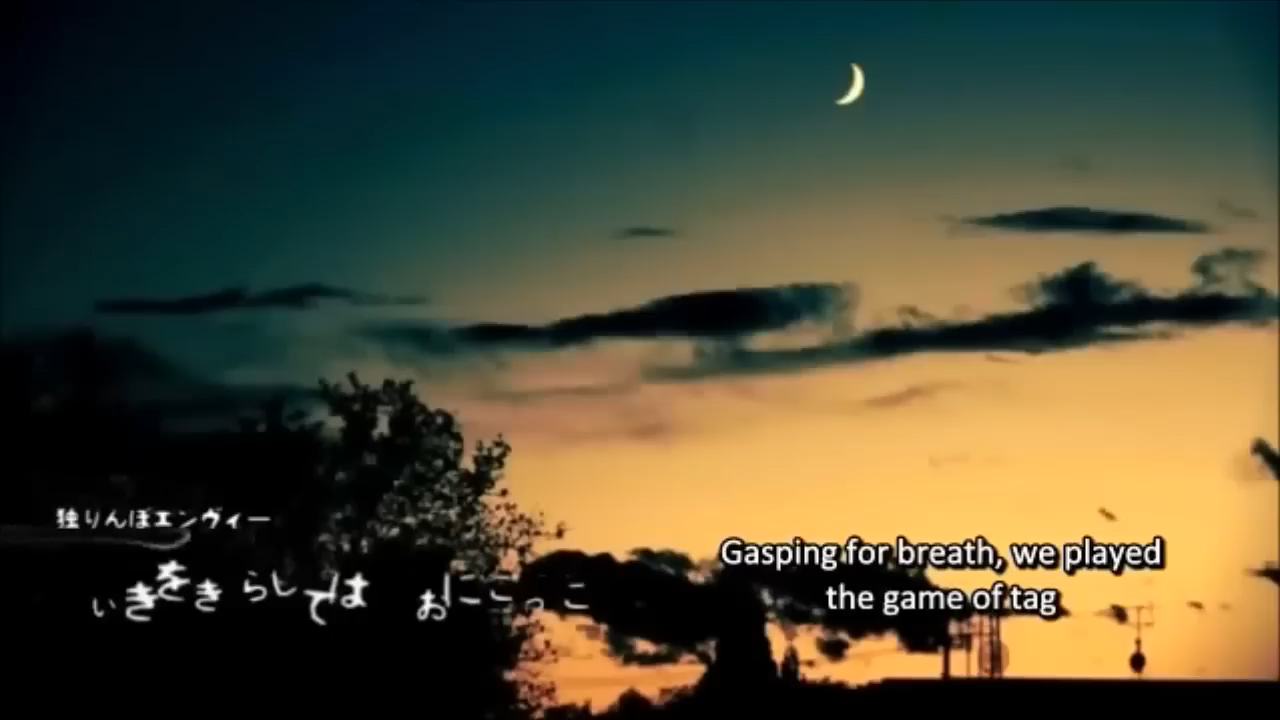 独りんぼエンヴィー
いきをきらしては おにごっこ
Gasping for breath, we played
the game of tag